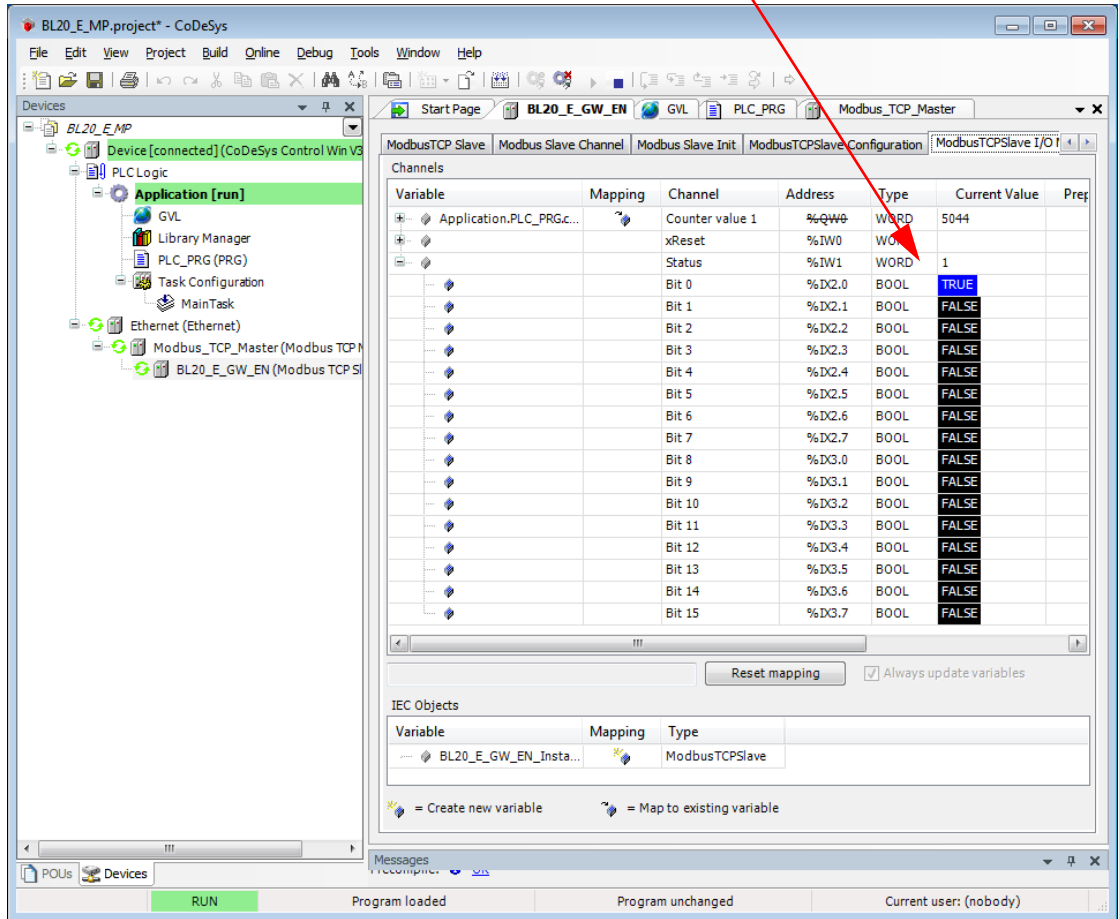 BL20_E_MP.project* - CoDeSys
File Edit View Project Build Online Debug Tools Window Help
Devices
BL20_E_MP
Device [connected] (CoDeSys Control Win V3
PLC Logic
Application [run]
GVL
Library Manager
PLC_PRG (PRG)
Task Configuration
MainTask
Ethernet (Ethernet)
Modbus_TCP_Master (Modbus TCP M
BL20_E_GW_EN (Modbus TCP Sl
POUs Devices
Start Page BL20_E_GW_EN GVL PLC_PRG Modbus_TCP_Master
ModbusTCP Slave Modbus Slave Channel Modbus Slave Init ModbusTCPSlave Configuration ModbusTCPSlave I/O
Channels
Variable Mapping Channel Address Type Current Value Prep
Application.PLC_PRG.c... Counter value 1 %QW0 WORD 5044
xReset %IW0 WORD
Status %IW1 WORD 1
Bit 0 %IX2.0 BOOL TRUE
Bit 1 %IX2.1 BOOL FALSE
Bit 2 %IX2.2 BOOL FALSE
Bit 3 %IX2.3 BOOL FALSE
Bit 4 %IX2.4 BOOL FALSE
Bit 5 %IX2.5 BOOL FALSE
Bit 6 %IX2.6 BOOL FALSE
Bit 7 %IX2.7 BOOL FALSE
Bit 8 %IX3.0 BOOL FALSE
Bit 9 %IX3.1 BOOL FALSE
Bit 10 %IX3.2 BOOL FALSE
Bit 11 %IX3.3 BOOL FALSE
Bit 12 %IX3.4 BOOL FALSE
Bit 13 %IX3.5 BOOL FALSE
Bit 14 %IX3.6 BOOL FALSE
Bit 15 %IX3.7 BOOL FALSE
Reset mapping Always update variables
IEC Objects
Variable Mapping Type
BL20_E_GW_EN_Insta... ModbusTCPSlave
= Create new variable = Map to existing variable
Messages
Precompile: OK
RUN Program loaded Program unchanged Current user: (nobody)